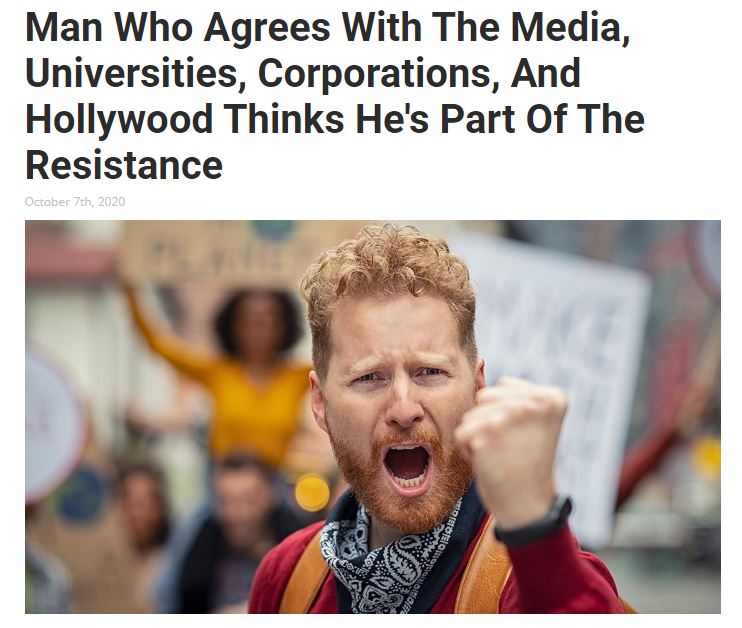 Man Who Agrees With The Media,
Universities, Corporations, And
Hollywood Thinks He's Part Of The
Resistance
October 7th, 2020
PLANET